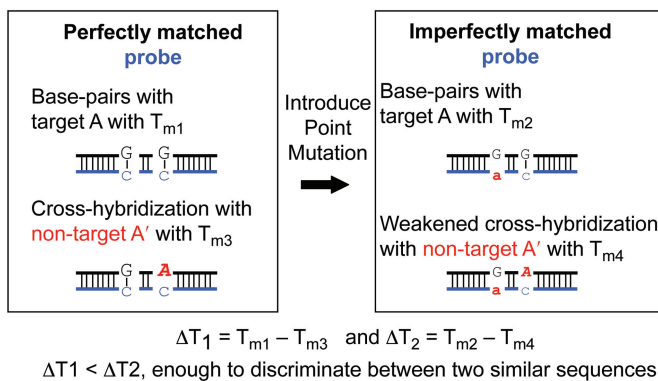 Perfectly matched
probe
Base-pairs with
target A with Tm1
G G
C C
Cross-hybridization with
non-target A′ with Tm3
G A
C C
Introduce
Point
Mutation
Imperfectly matched
probe
Base-pairs with
target A with Tm2
G G
a C
Weakened cross-hybridization
with non-target A′ with Tm4
G A
a C
ΔT1 = Tm1 – Tm3 and ΔT2 = Tm2 – Tm4
ΔT1 < ΔT2, enough to discriminate between two similar sequences